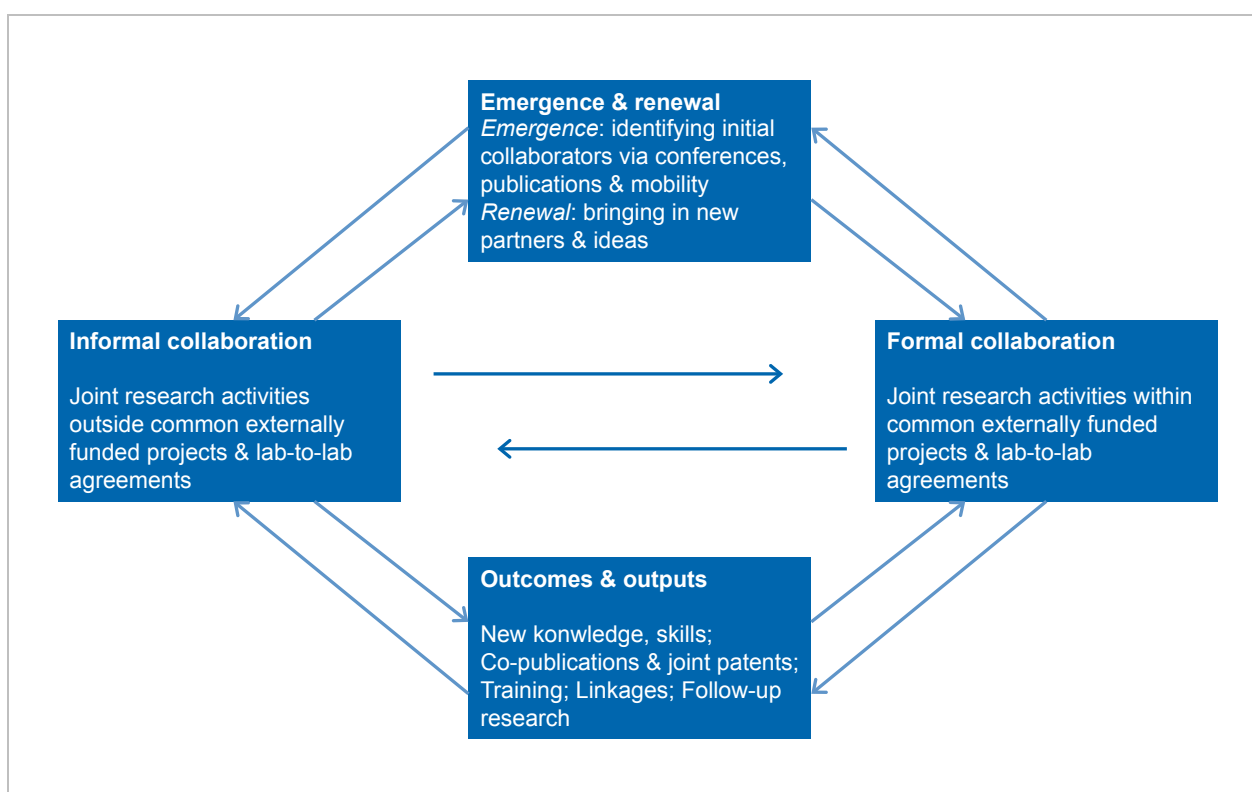 Emergence & renewal
Emergence: identifying initial
collaborators via conferences,
publications & mobility
Renewal: bringing in new
partners & ideas
Informal collaboration
Joint research activities
outside common externally
funded projects & lab-to-lab
agreements
Formal collaboration
Joint research activities within
common externally funded
projects & lab-to-lab
agreements
Outcomes & outputs
New konwledge, skills;
Co-publications & joint patents;
Training; Linkages; Follow-up
research